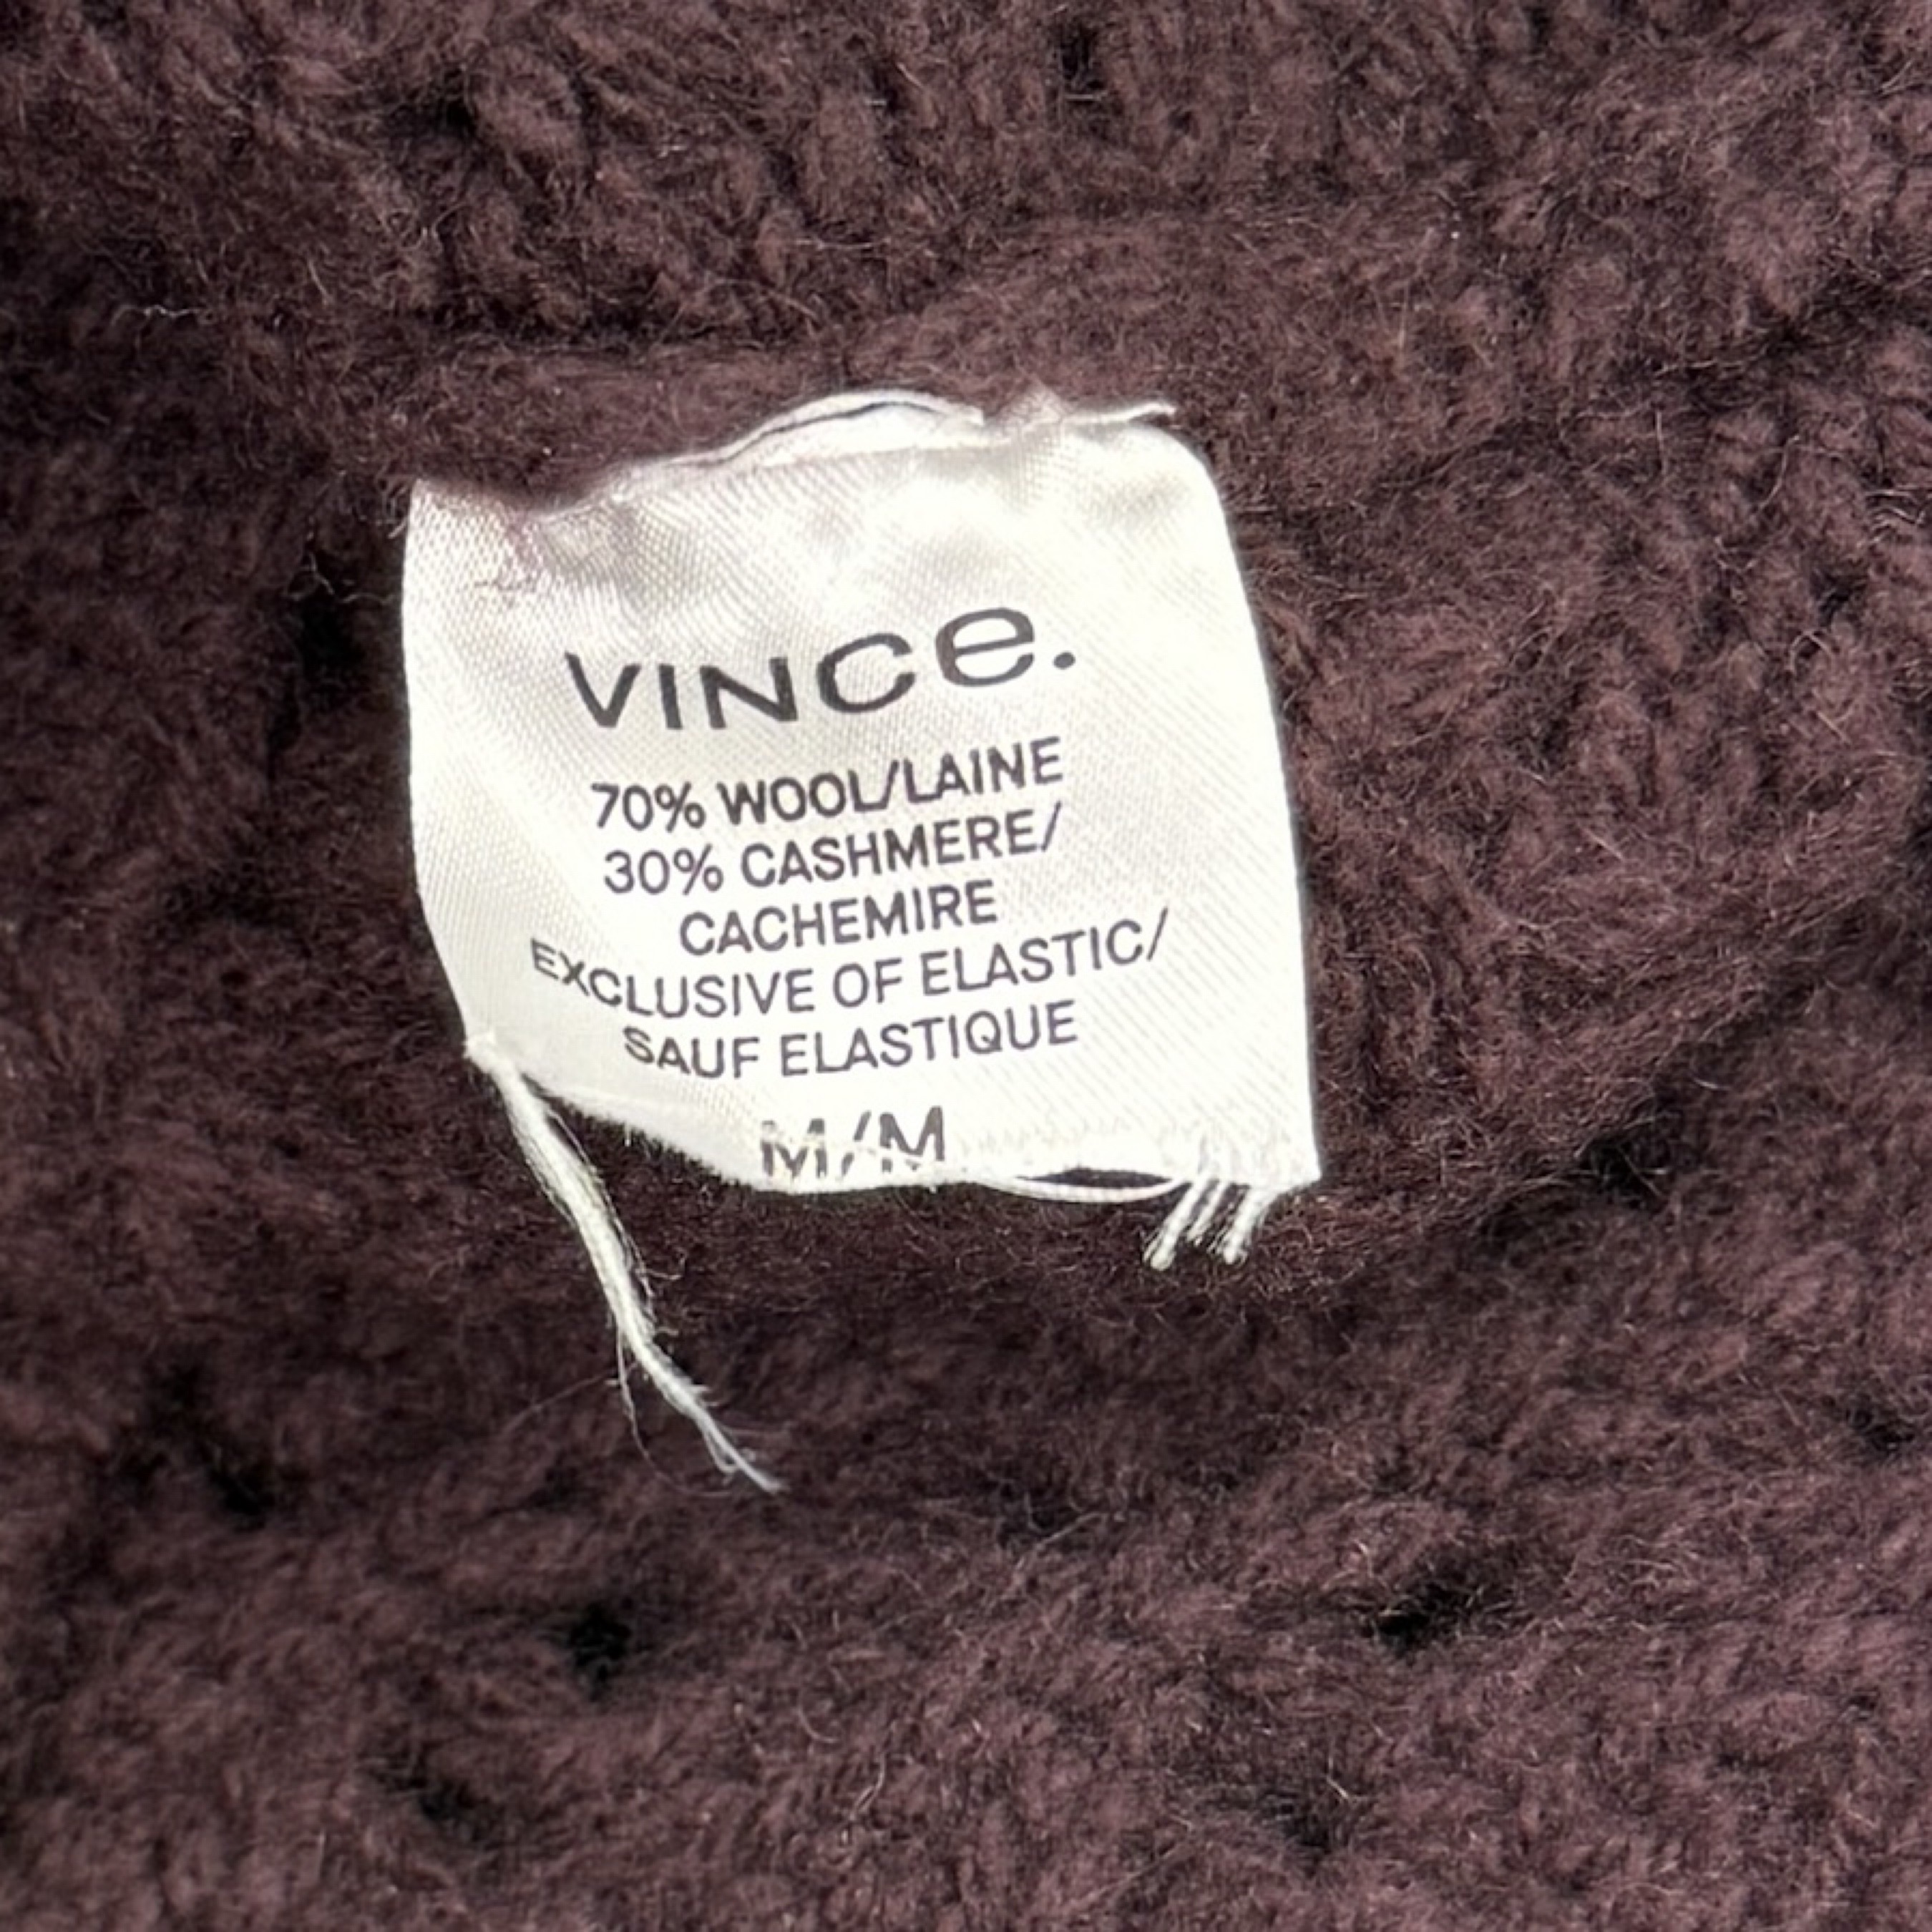 VINCe.
70% WOOL/LAINE
30% CASHMERE/
CACHEMIRE
EXCLUSIVE OF ELASTIC/
SAUF ELASTIQUE
M/M